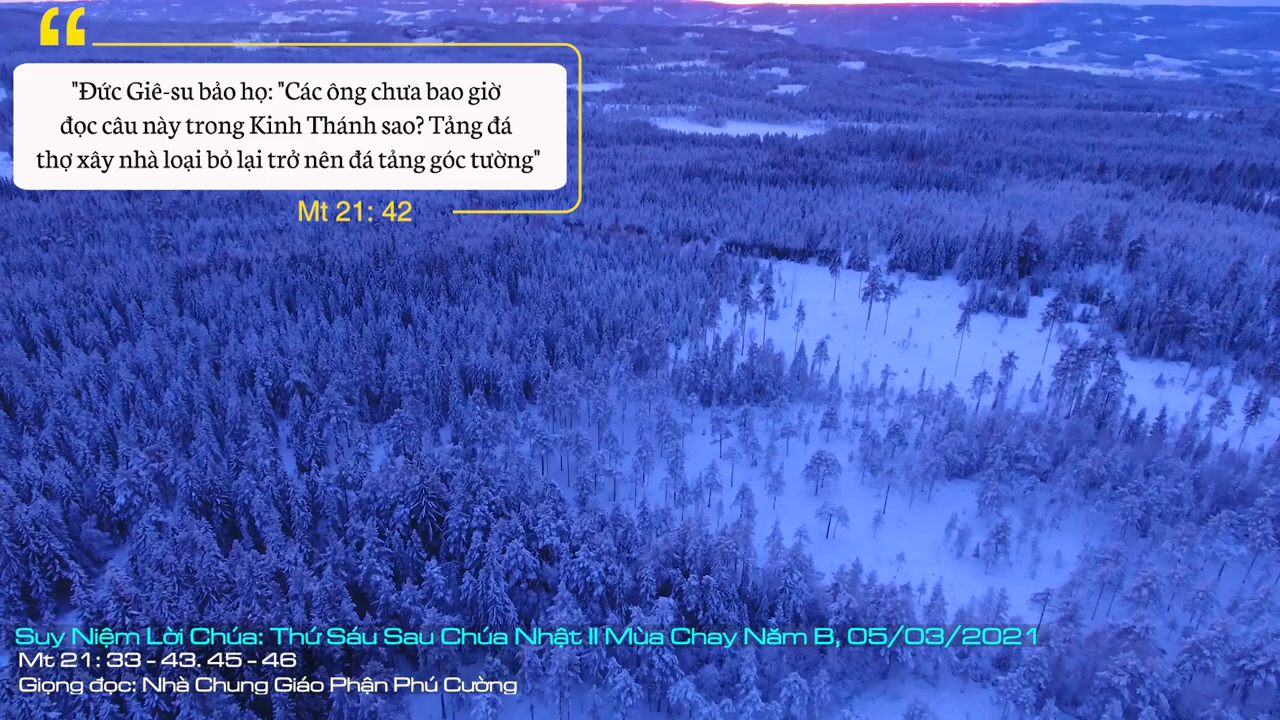 "Đức Giê-su bảo họ: "Các ông chưa bao giờ
đọc câu này trong Kinh Thánh sao? Tảng đá
thợ xây nhà loại bỏ lại trở nên đá tảng góc tường"
Mt 21: 42
Suy Niệm Lời Chúa: Thứ Sáu Sau Chúa Nhật II Mùa Chay Năm B, 05/03/2021
Mt 21: 33 - 43. 45 - 46
Giọng đọc: Nhà Chung Giáo Phận Phú Cường